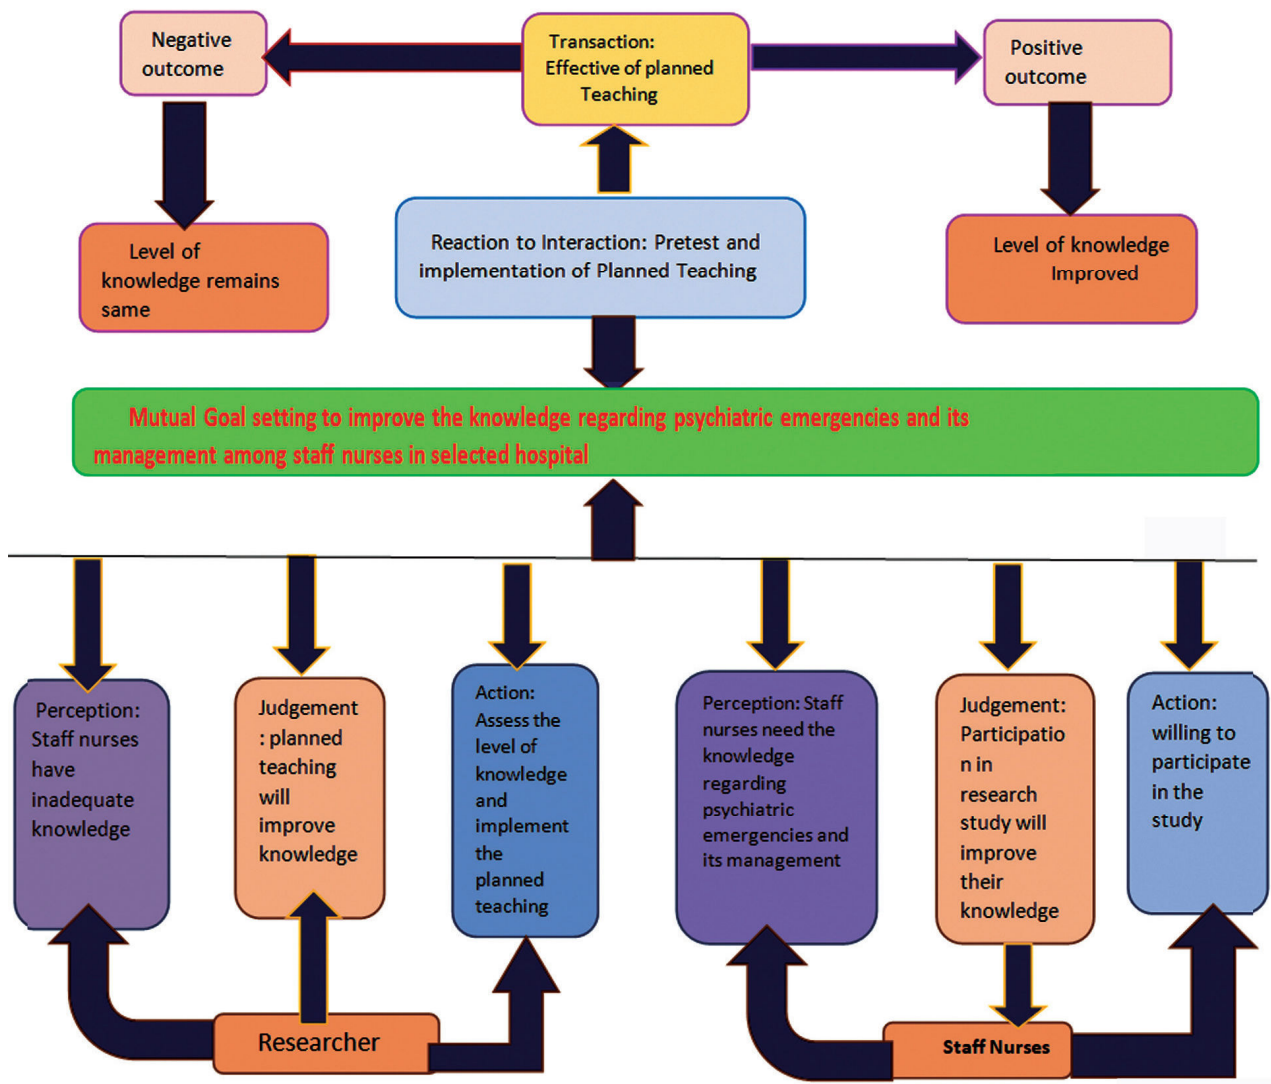 Negative
outcome
Transaction:
Effective of planned
Teaching
Positive
outcome
Level of
knowledge remains
same
Reaction to Interaction: Pretest and
implementation of Planned Teaching
Level of knowledge
Improved
Mutual Goal setting to improve the knowledge regarding psychiatric emergencies and its
management among staff nurses in selected hospital
Perception:
Staff nurses
have
inadequate
knowledge
Judgement
: planned
teaching
will
improve
knowledge
Action:
Assess the
level of
knowledge
and
implement
the
planned
teaching
Perception: Staff
nurses need the
knowledge
regarding
psychiatric
emergencies and
its management
Judgement:
Participatio
n in
research
study will
improve
their
knowledge
Action:
willing to
participate
in the
study
Researcher
Staff Nurses